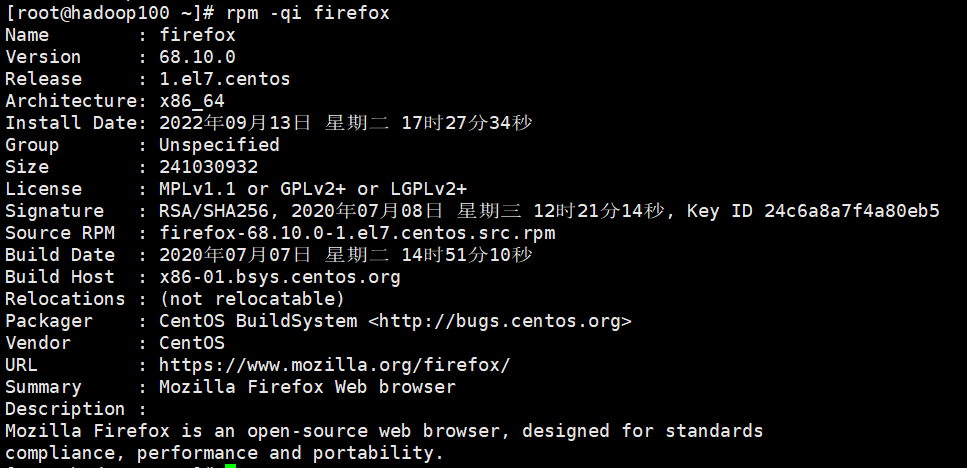 [root@hadoop100 ~]# rpm -qi firefox
Name        : firefox
Version     : 68.10.0
Release     : 1.el7.centos
Architecture: x86_64
Install Date: 2022年09月13日 星期二 17时27分34秒
Group       : Unspecified
Size        : 241030932
License     : MPLv1.1 or GPLv2+ or LGPLv2+
Signature   : RSA/SHA256, 2020年07月08日 星期三 12时21分14秒, Key ID 24c6a8a7f4a80eb5
Source RPM  : firefox-68.10.0-1.el7.centos.src.rpm
Build Date  : 2020年07月07日 星期二 14时51分10秒
Build Host  : x86-01.bsys.centos.org
Relocations : (not relocatable)
Packager    : CentOS BuildSystem <http://bugs.centos.org>
Vendor      : CentOS
URL         : https://www.mozilla.org/firefox/
Summary     : Mozilla Firefox Web browser
Description :
Mozilla Firefox is an open-source web browser, designed for standards
compliance, performance and portability.